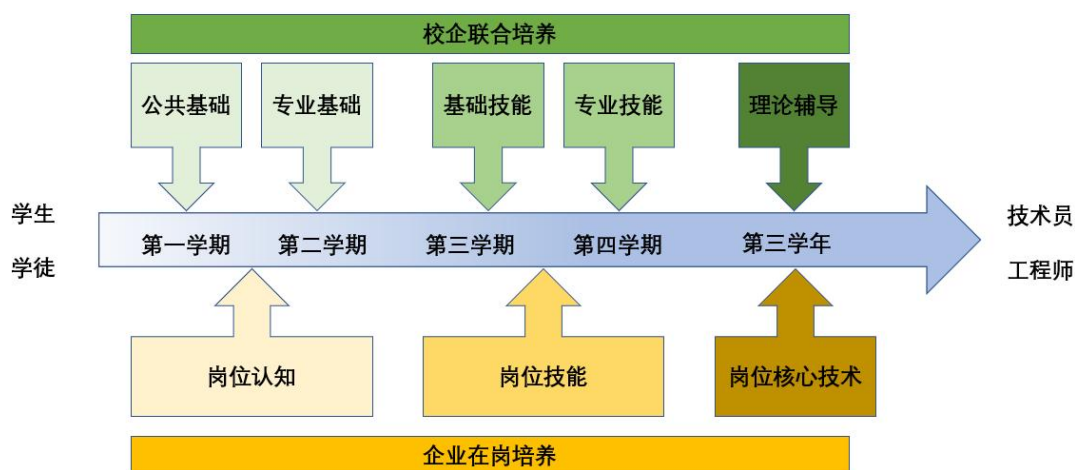 校企联合培养
公共基础
专业基础
基础技能
专业技能
理论辅导
学生
学徒
第一学期
第二学期
第三学期
第四学期
第三学年
技术员
工程师
岗位认知
岗位技能
岗位核心技术
企业在岗培养